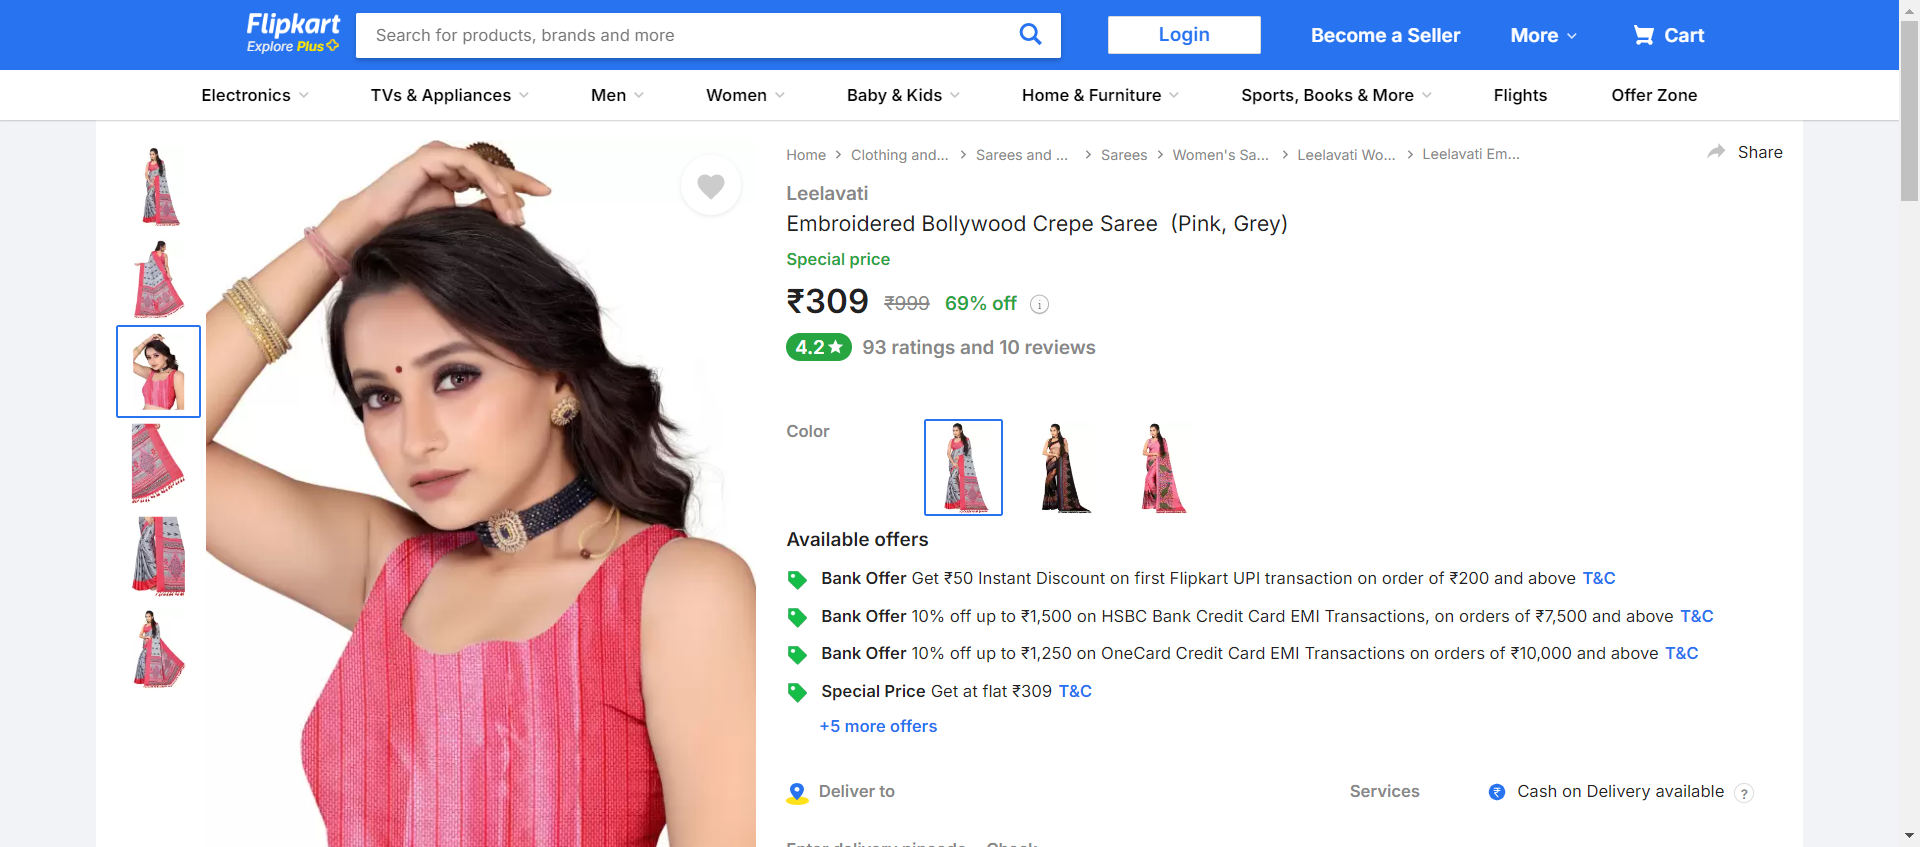 Flipkart
Explore Plus
Search for products, brands and more
Login
Become a Seller
More
Cart
Electronics
TVs & Appliances
Men
Women
Baby & Kids
Home & Furniture
Sports, Books & More
Flights
Offer Zone
Home
Clothing and...
Sarees and ...
Sarees
Women's Sa...
Leelavati Wo...
Leelavati Em...
Share
Leelavati
Embroidered Bollywood Crepe Saree (Pink, Grey)
Special price
₹309 ₹999 69% off i
4.2★ 93 ratings and 10 reviews
Color
Available offers
Bank Offer Get ₹50 Instant Discount on first Flipkart UPI transaction on order of ₹200 and above T&C
Bank Offer 10% off up to ₹1,500 on HSBC Bank Credit Card EMI Transactions, on orders of ₹7,500 and above T&C
Bank Offer 10% off up to ₹1,250 on OneCard Credit Card EMI Transactions on orders of ₹10,000 and above T&C
Special Price Get at flat ₹309 T&C
+5 more offers
Deliver to
Services
₹ Cash on Delivery available ?
Enter delivery pincode Check